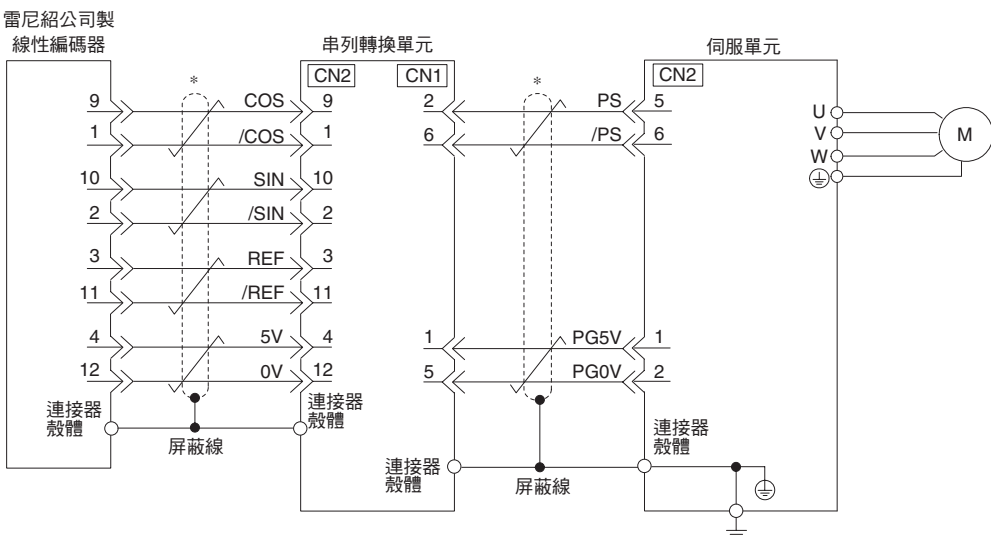 雷尼紹公司製
線性編碼器
串列轉換單元
伺服單元
CN2
CN1
CN2
*
*
9 COS 9
1 /COS 1
10 SIN 10
2 /SIN 2
3 REF 3
11 /REF 11
4 5V 4
12 0V 12
連接器
殼體
屏蔽線
連接器
殼體
2 PS 5
6 /PS 6
1 PG5V 1
5 PG0V 2
連接器
殼體
屏蔽線
連接器
殼體
U
V
W
M